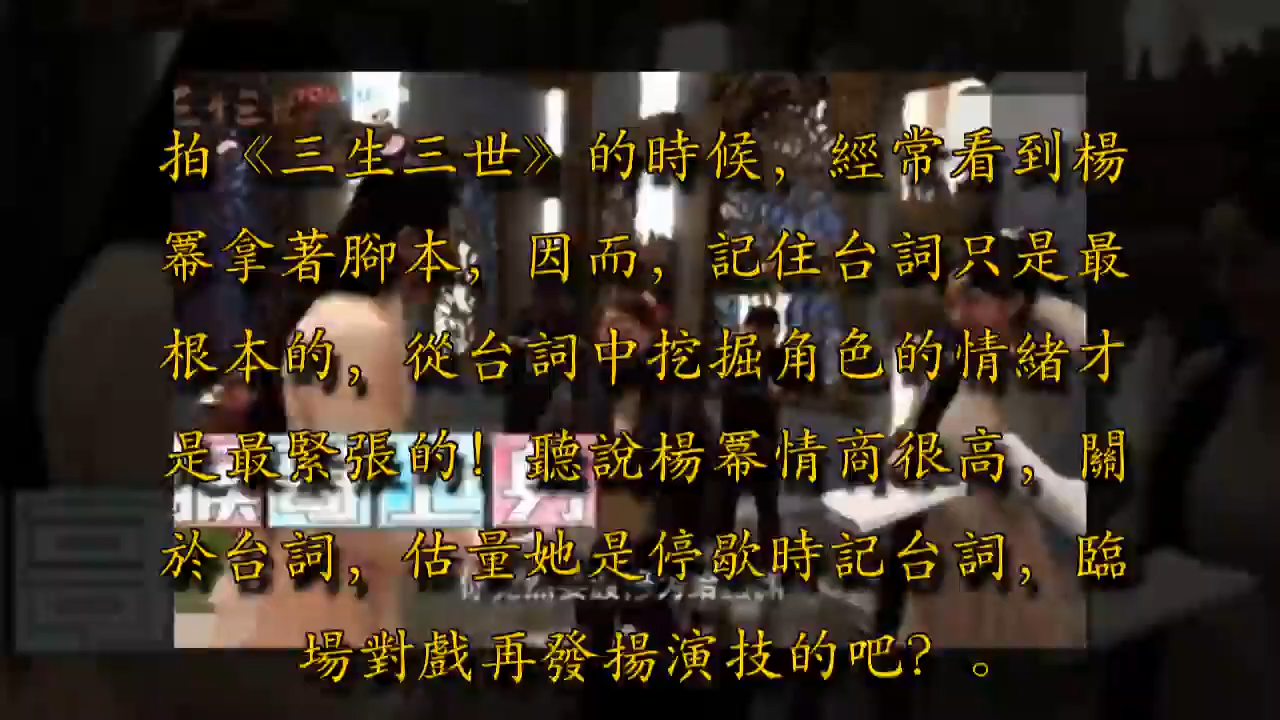 拍《三生三世》的時候，經常看到楊
冪拿著腳本，因而，記住台詞只是最
根本的，從台詞中挖掘角色的情緒才
是最緊張的！聽說楊冪情商很高，關
於台詞，估量她是停歇時記台詞，臨
場對戲再發揚演技的吧？。